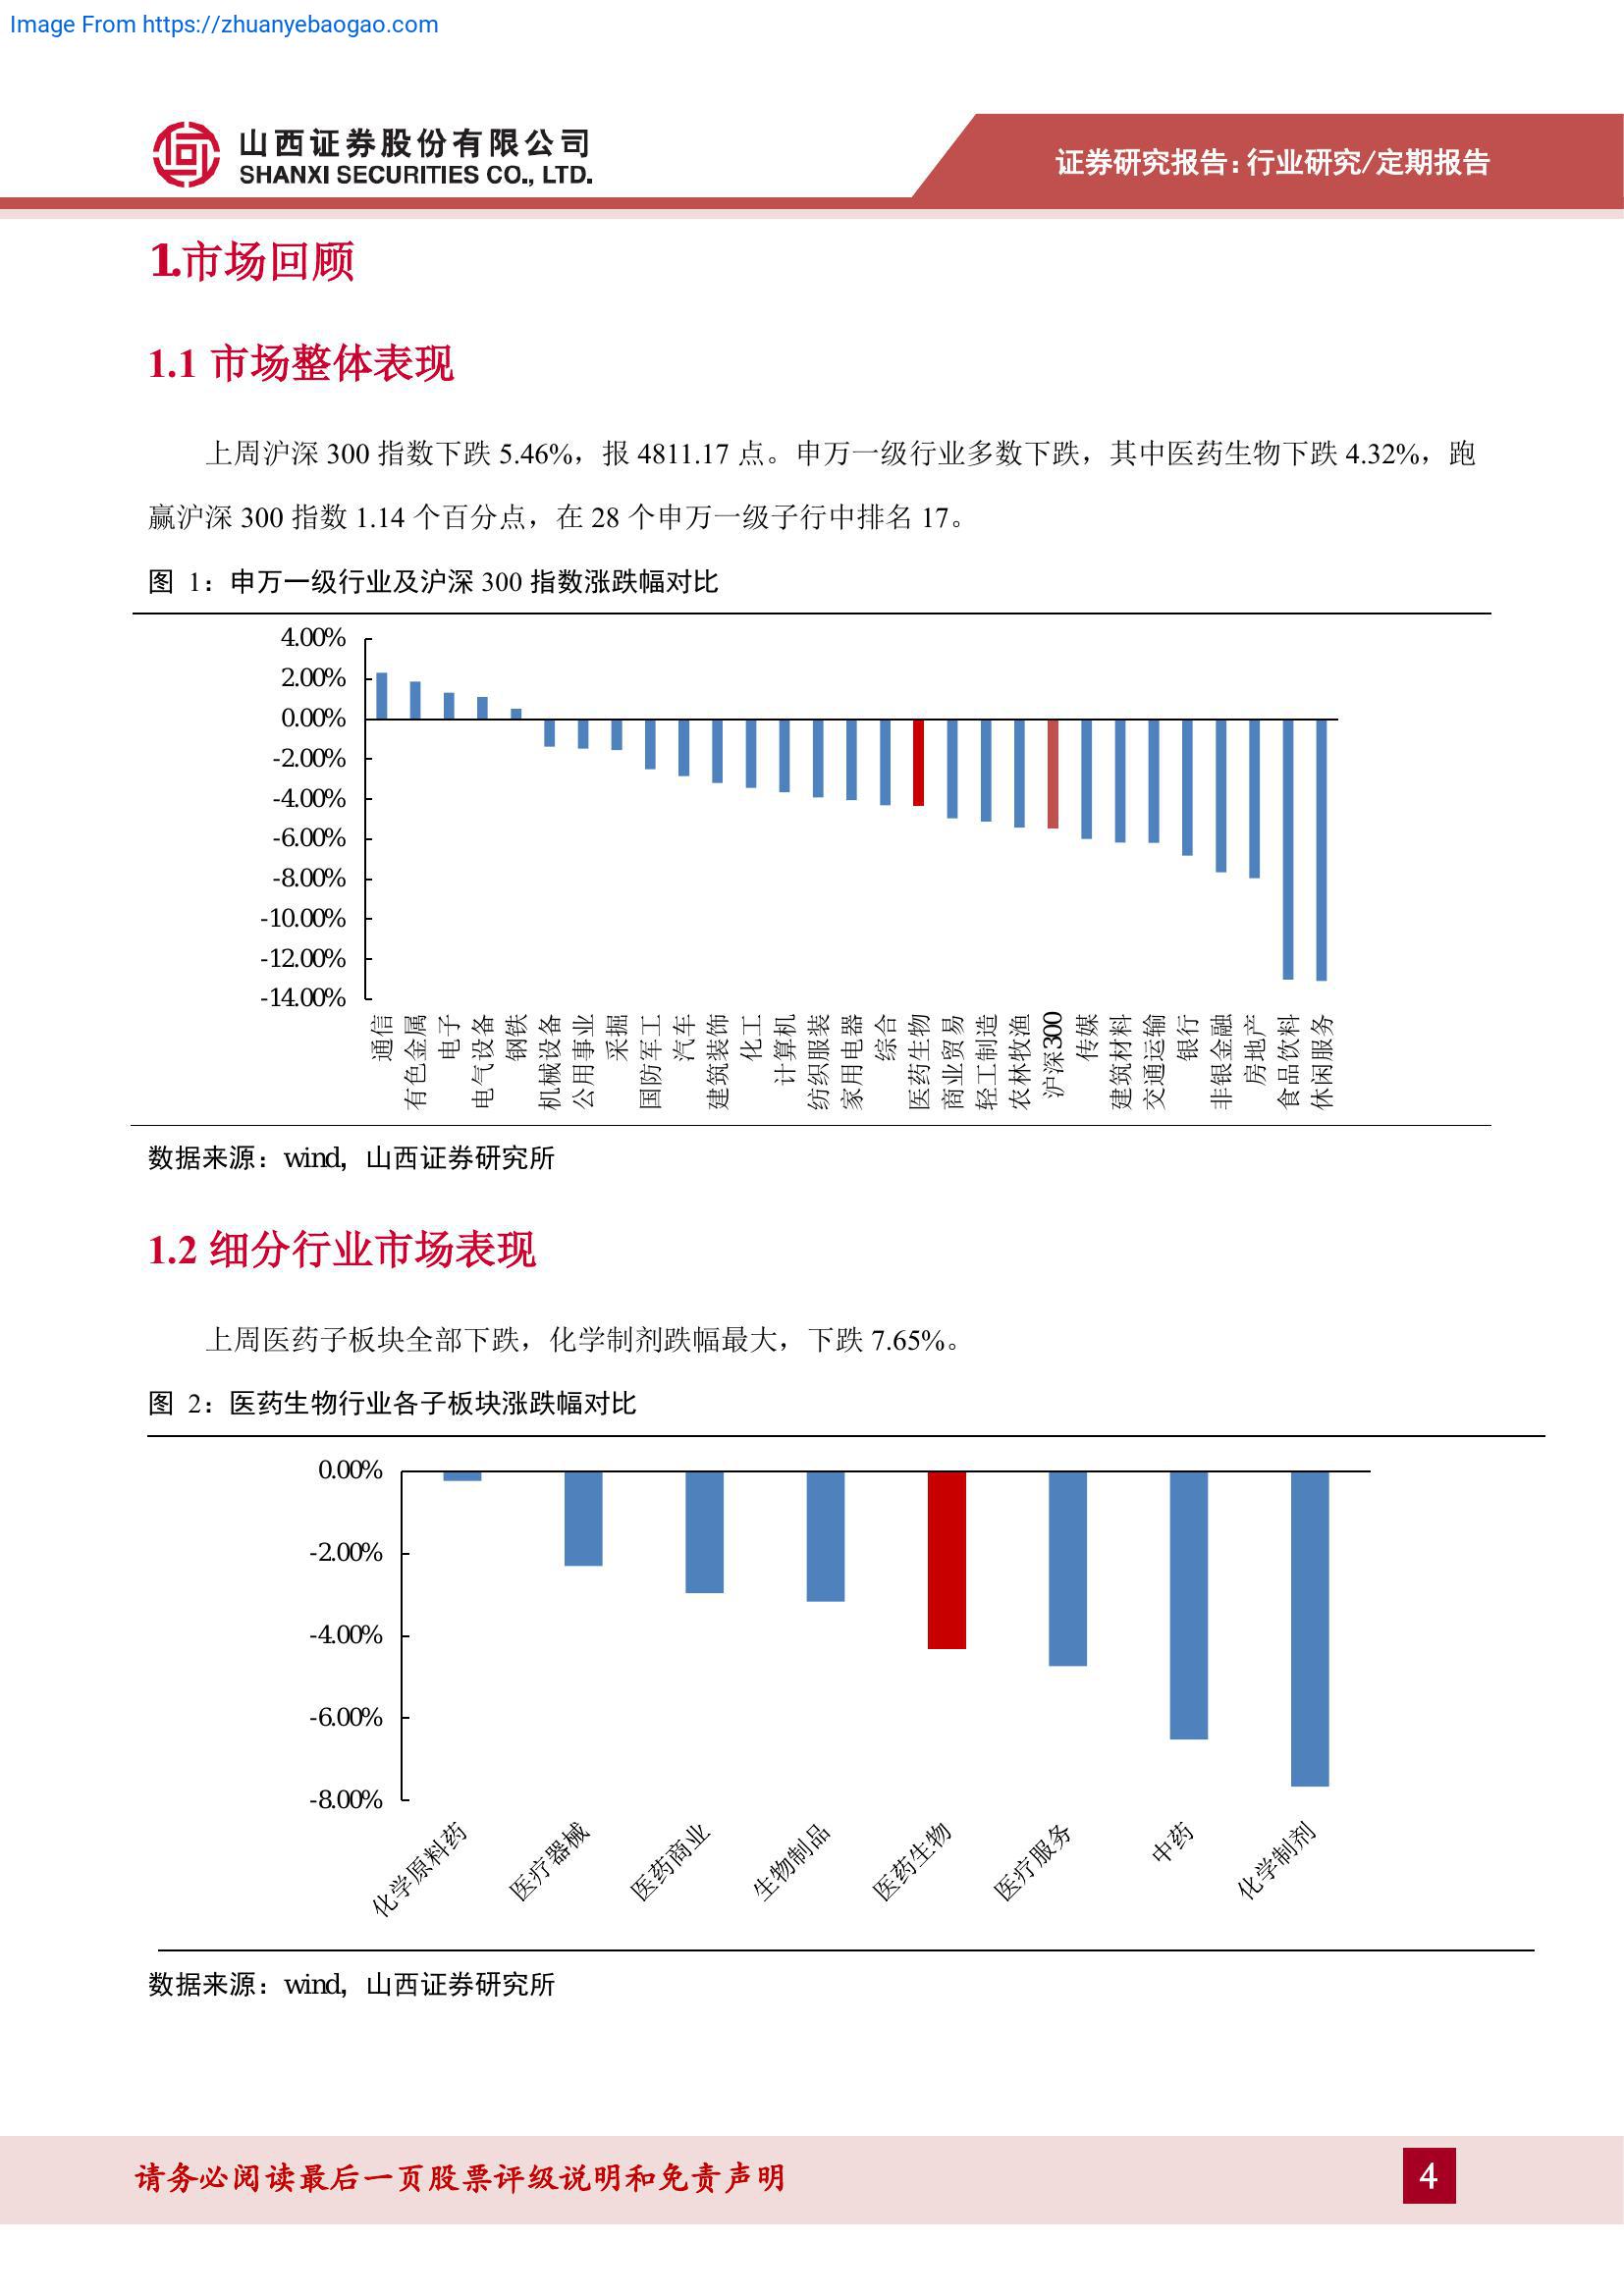 Image From https://zhuanyebaogao.com
山西证券股份有限公司
SHANXI SECURITIES CO., LTD.
证券研究报告:行业研究/定期报告
1.市场回顾
1.1 市场整体表现
上周沪深 300 指数下跌 5.46%，报 4811.17 点。申万一级行业多数下跌，其中医药生物下跌 4.32%，跑
赢沪深 300 指数 1.14 个百分点，在 28 个申万一级子行中排名 17。
图 1：申万一级行业及沪深 300 指数涨跌幅对比
4.00%
2.00%
0.00%
-2.00%
-4.00%
-6.00%
-8.00%
-10.00%
-12.00%
-14.00%
通信
有色金属
电子
电气设备
钢铁
机械设备
公用事业
采掘
国防军工
汽车
建筑装饰
化工
计算机
纺织服装
家用电器
综合
医药生物
商业贸易
轻工制造
农林牧渔
沪深300
传媒
建筑材料
交通运输
银行
非银金融
房地产
食品饮料
休闲服务
数据来源：wind，山西证券研究所
1.2 细分行业市场表现
上周医药子板块全部下跌，化学制剂跌幅最大，下跌 7.65%。
图 2：医药生物行业各子板块涨跌幅对比
0.00%
-2.00%
-4.00%
-6.00%
-8.00%
化学原料药
医疗器械
医药商业
生物制品
医药生物
医疗服务
中药
化学制剂
数据来源：wind，山西证券研究所
请务必阅读最后一页股票评级说明和免责声明
4